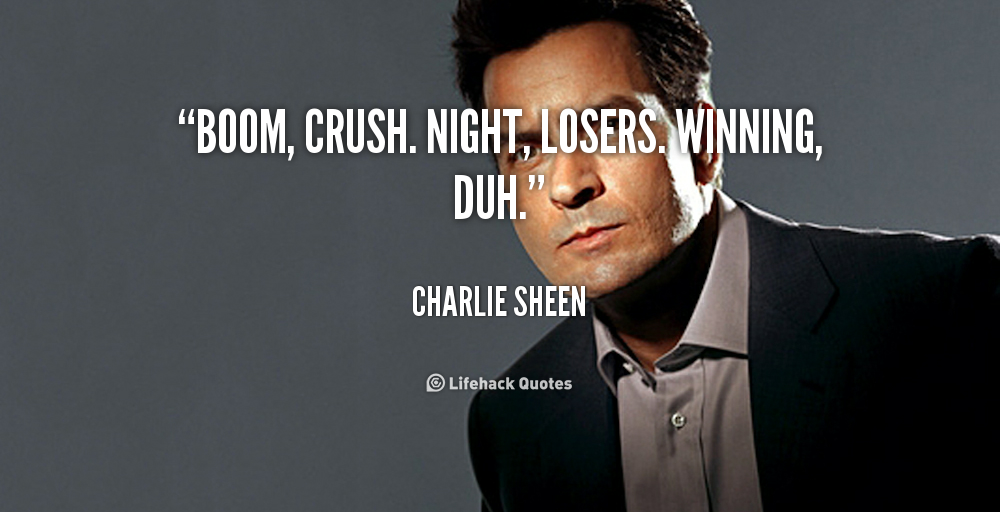 “BOOM, CRUSH. NIGHT, LOSERS. WINNING,
DUH.”
CHARLIE SHEEN
Lifehack Quotes